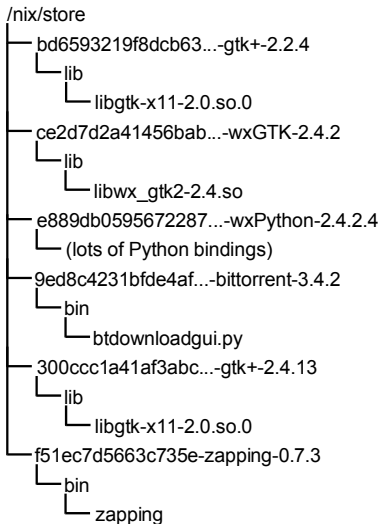 /nix/store
bd6593219f8dcb63...-gtk+-2.2.4
lib
libgtk-x11-2.0.so.0
ce2d7d2a41456bab...-wxGTK-2.4.2
lib
libwx_gtk2-2.4.so
e889db0595672287...-wxPython-2.4.2.4
(lots of Python bindings)
9ed8c4231bfde4af...-bittorrent-3.4.2
bin
btdownloadgui.py
300ccc1a41af3abc...-gtk+-2.4.13
lib
libgtk-x11-2.0.so.0
f51ec7d5663c735e-zapping-0.7.3
bin
zapping